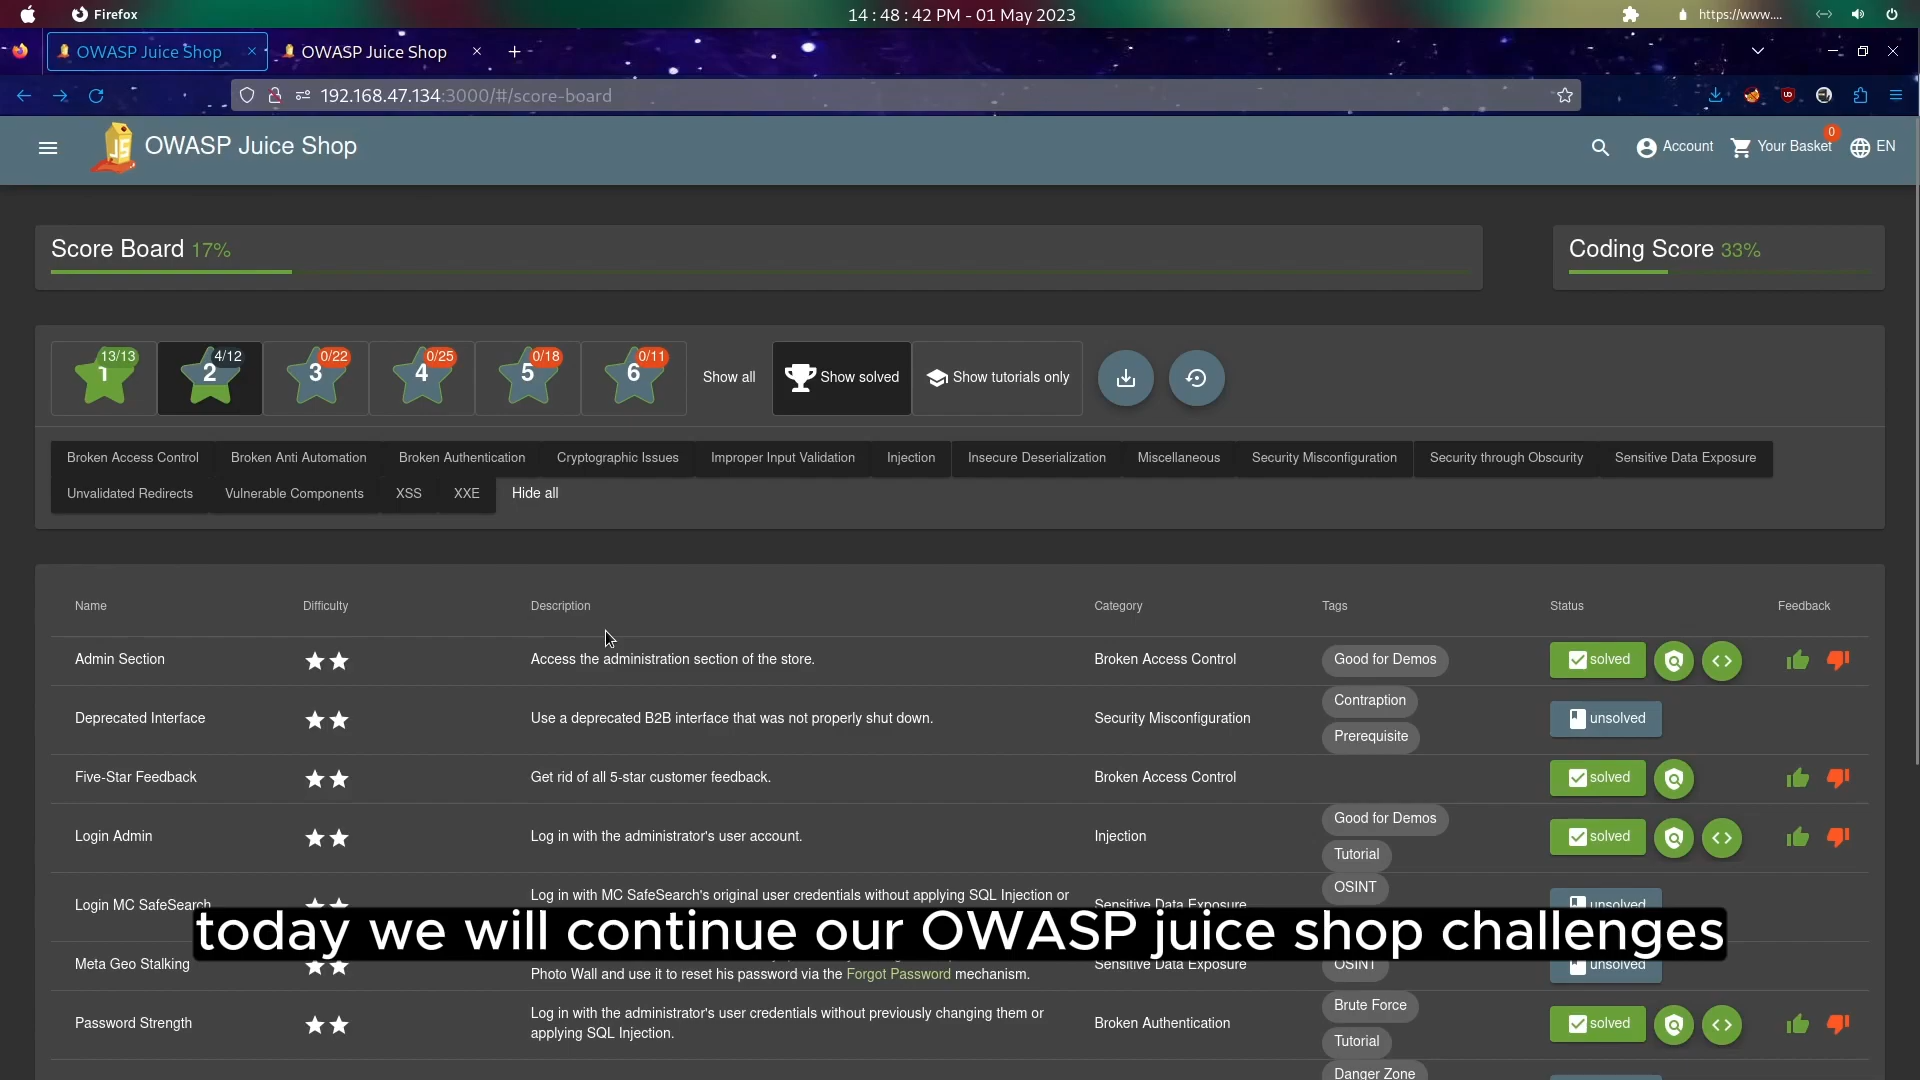 Firefox
14 : 48 : 42 PM - 01 May 2023
https://www....
OWASP Juice Shop
OWASP Juice Shop
192.168.47.134:3000/#/score-board
OWASP Juice Shop
Account
Your Basket
0
EN
Score Board 17%
Coding Score 33%
1 13/13
2 4/12
3 0/22
4 0/25
5 0/18
6 0/11
Show all
Show solved
Show tutorials only
Broken Access Control
Broken Anti Automation
Broken Authentication
Cryptographic Issues
Improper Input Validation
Injection
Insecure Deserialization
Miscellaneous
Security Misconfiguration
Security through Obscurity
Sensitive Data Exposure
Unvalidated Redirects
Vulnerable Components
XSS
XXE
Hide all
Name
Difficulty
Description
Category
Tags
Status
Feedback
Admin Section
Access the administration section of the store.
Broken Access Control
Good for Demos
solved
Deprecated Interface
Use a deprecated B2B interface that was not properly shut down.
Security Misconfiguration
Contraption
Prerequisite
unsolved
Five-Star Feedback
Get rid of all 5-star customer feedback.
Broken Access Control
solved
Login Admin
Log in with the administrator's user account.
Injection
Good for Demos
Tutorial
solved
Login MC SafeSearch
Log in with MC SafeSearch's original user credentials without applying SQL Injection or
Sensitive Data Exposure
OSINT
unsolved
today we will continue our OWASP juice shop challenges
Meta Geo Stalking
Photo Wall and use it to reset his password via the Forgot Password mechanism.
Sensitive Data Exposure
OSINT
unsolved
Password Strength
Log in with the administrator's user credentials without previously changing them or
applying SQL Injection.
Broken Authentication
Brute Force
Tutorial
solved
Danger Zone